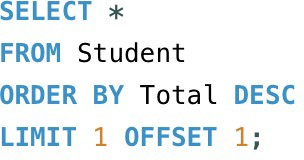 SELECT *
FROM Student
ORDER BY Total DESC
LIMIT 1 OFFSET 1;